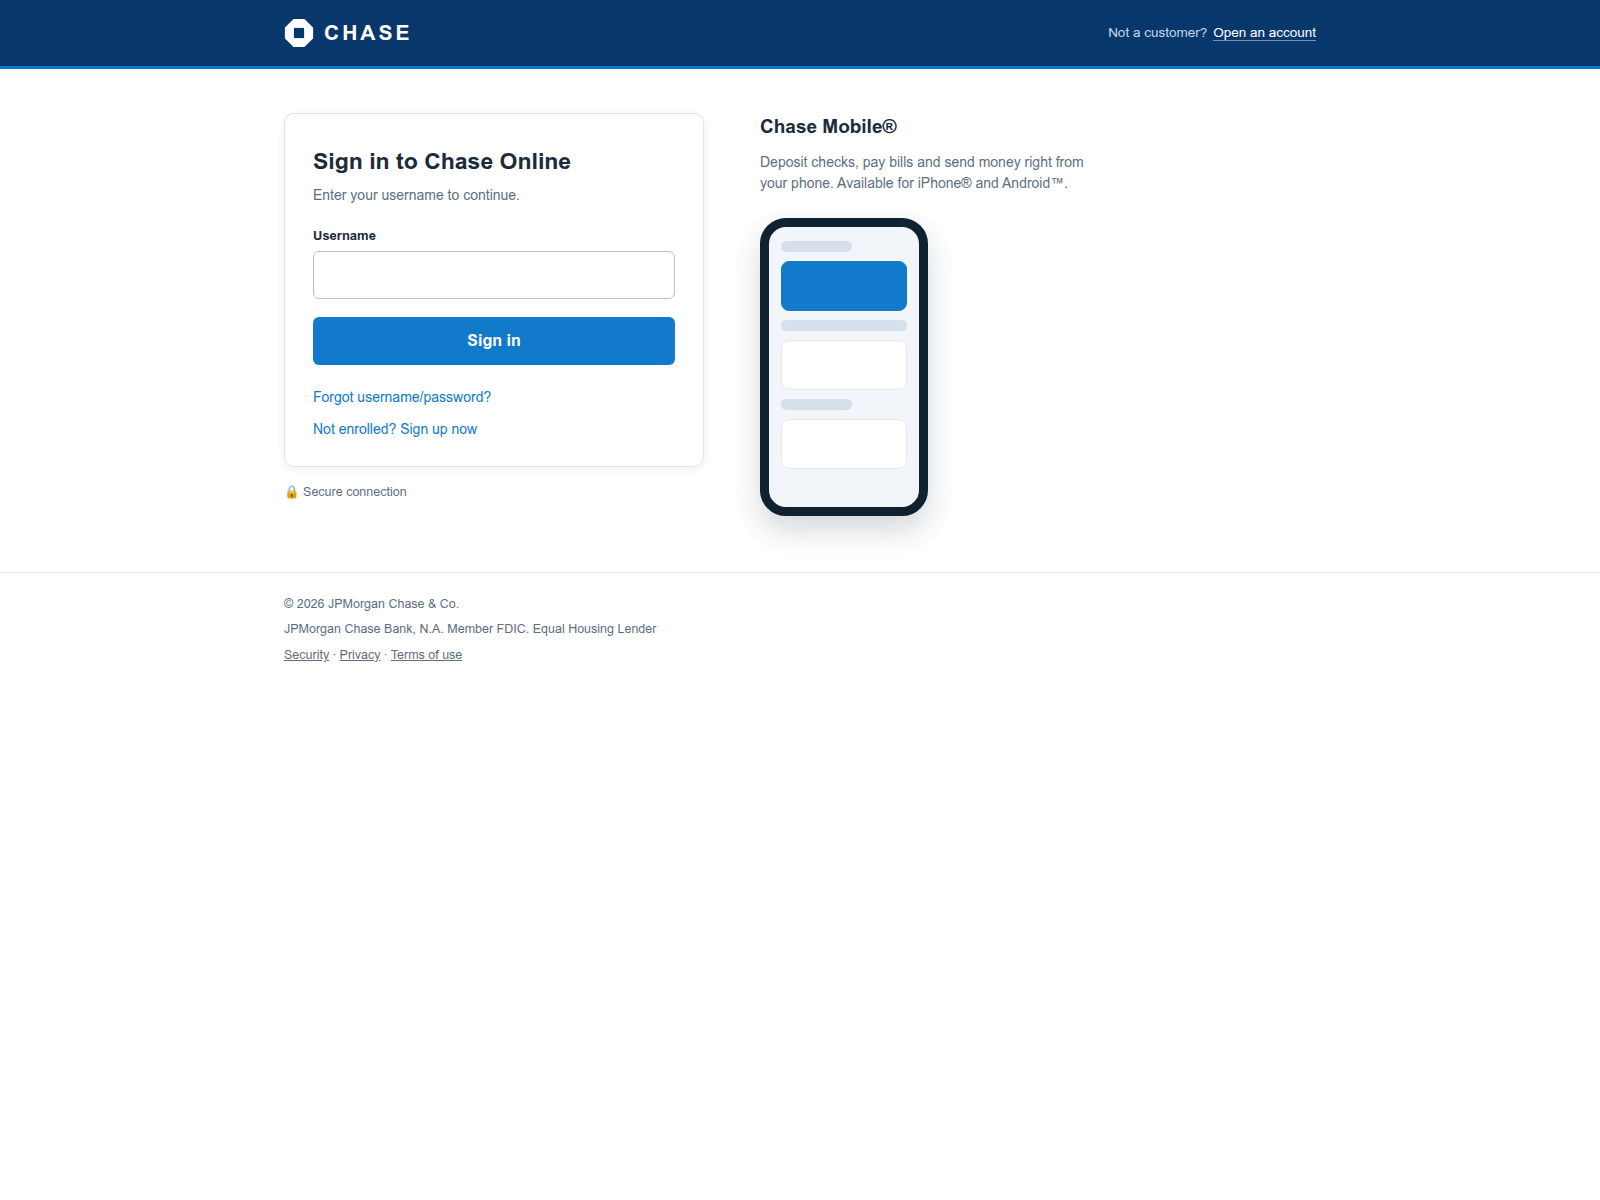 CHASE
Not a customer? Open an account
Sign in to Chase Online
Enter your username to continue.
Username
Sign in
Forgot username/password?
Not enrolled? Sign up now
🔒 Secure connection
Chase Mobile®
Deposit checks, pay bills and send money right from
your phone. Available for iPhone® and Android™.
© 2026 JPMorgan Chase & Co.
JPMorgan Chase Bank, N.A. Member FDIC. Equal Housing Lender
Security · Privacy · Terms of use